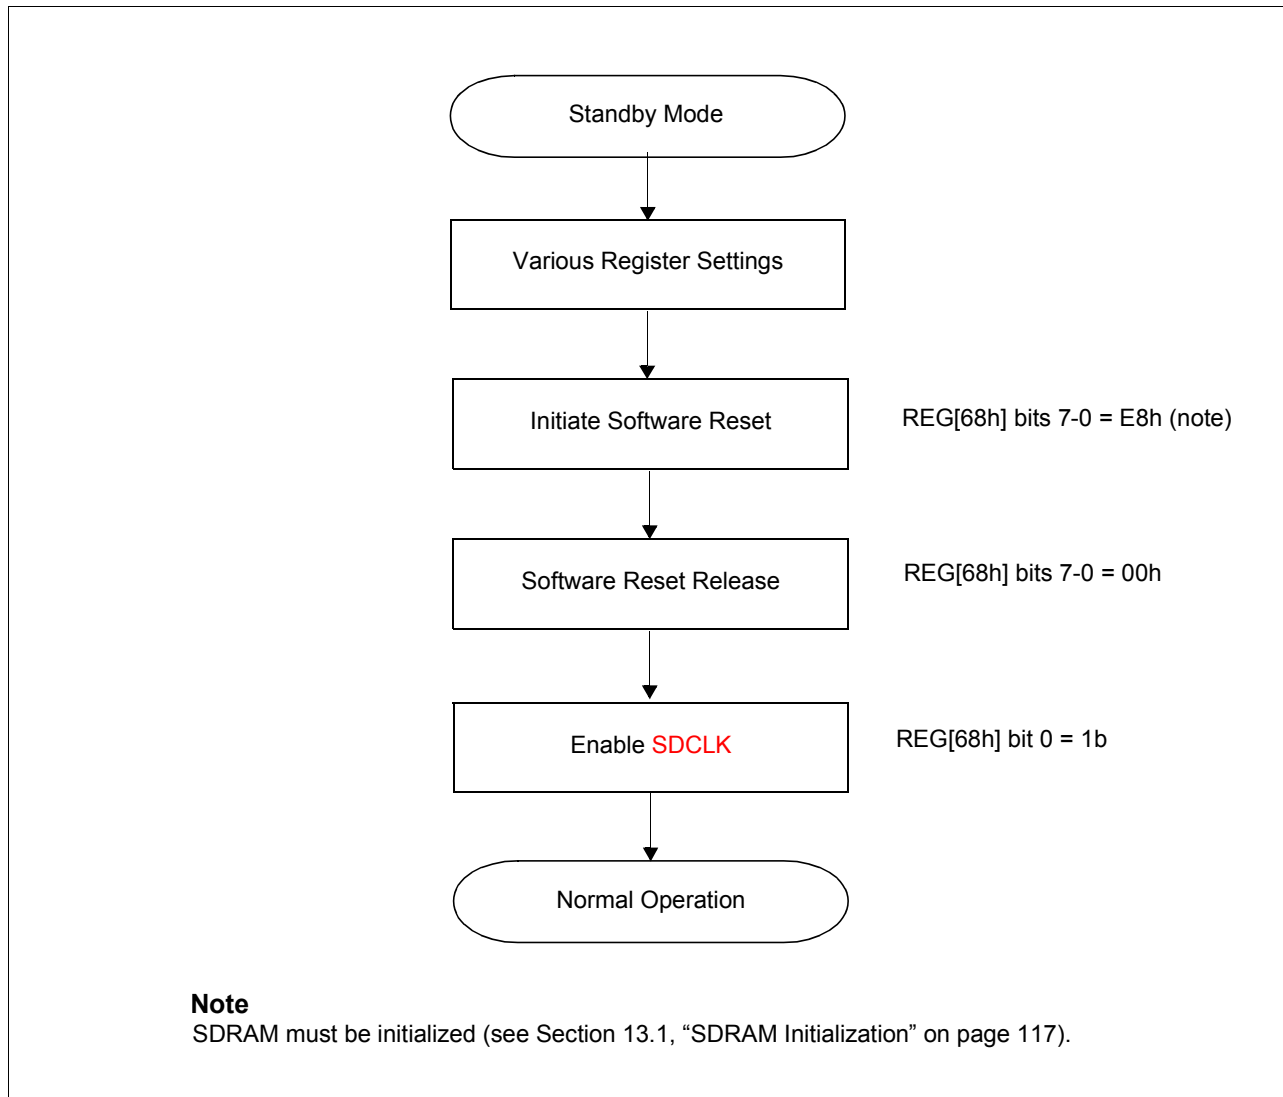 Standby Mode
Various Register Settings
Initiate Software Reset
REG[68h] bits 7-0 = E8h (note)
Software Reset Release
REG[68h] bits 7-0 = 00h
Enable SDCLK
REG[68h] bit 0 = 1b
Normal Operation
Note
SDRAM must be initialized (see Section 13.1, “SDRAM Initialization” on page 117).